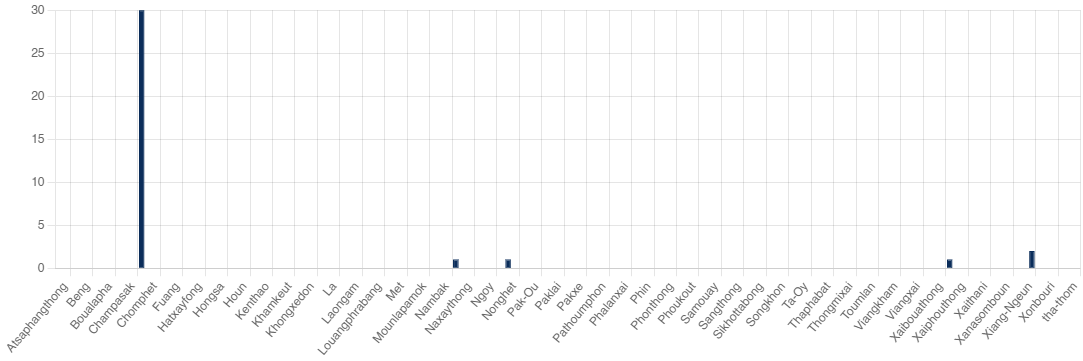 30
25
20
15
10
5
0
Atsaphangthong
Beng
Boualapha
Champasak
Chomphet
Fuang
Hatxayfong
Hongsa
Houn
Kenthao
Khamkeut
Khongxedon
La
Laongam
Louangphrabang
Met
Mounlapamok
Nambak
Naxaythong
Ngoy
Nonghet
Pak-Ou
Paklai
Pakxe
Pathoumphon
Phalanxai
Phin
Phonthong
Phoukout
Samouay
Sangthong
Sikhottabong
Songkhon
Ta-Oy
Thaphabat
Thongmixai
Toumlan
Viangkham
Viangxai
Xaibouathong
Xaiphouthong
Xaithani
Xanasomboun
Xiang-Ngeun
Xonbouri
tha-thom